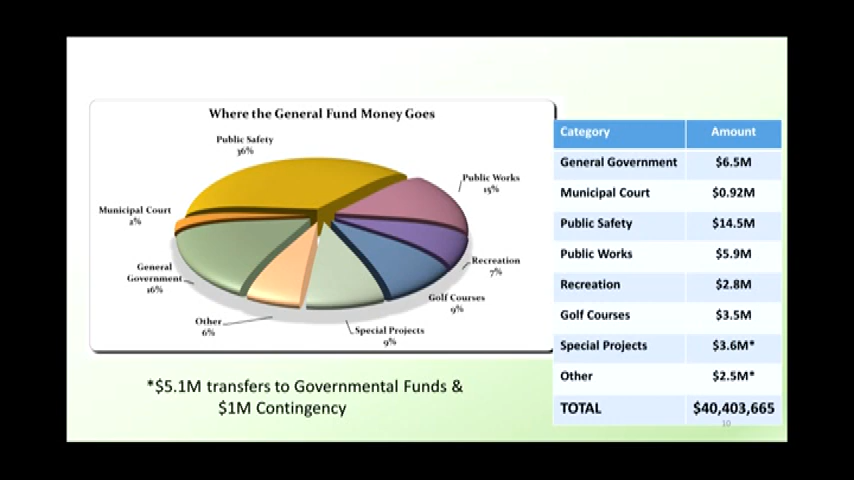 Where the General Fund Money Goes
Public Safety
36%
Public Works
15%
Municipal Court
2%
Recreation
7%
General
Government
16%
Golf Courses
9%
Other
6%
Special Projects
9%
*$5.1M transfers to Governmental Funds &
$1M Contingency
Category Amount
General Government $6.5M
Municipal Court $0.92M
Public Safety $14.5M
Public Works $5.9M
Recreation $2.8M
Golf Courses $3.5M
Special Projects $3.6M*
Other $2.5M*
TOTAL $40,403,665
10